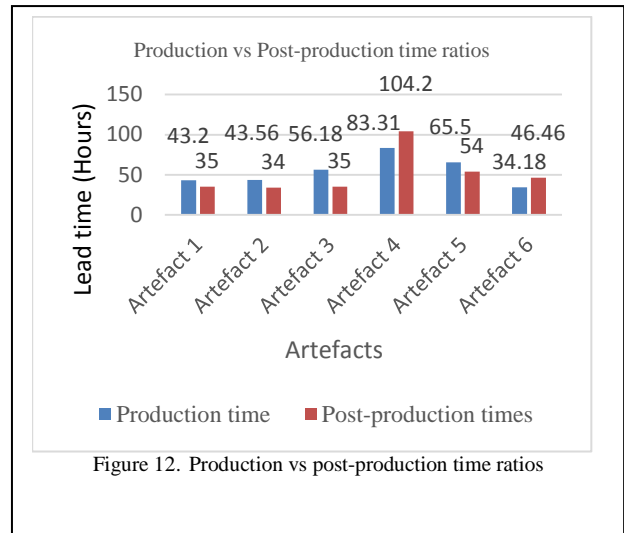 Production vs Post-production time ratios
104.2
150
43.2 43.56 56.18 83.31 65.5 46.46
100
35 34 35 54 34.18
50
0
Lead time (Hours)
Artefact 1 Artefact 2 Artefact 3 Artefact 4 Artefact 5 Artefact 6
Artefacts
Production time Post-production times
Figure 12. Production vs post-production time ratios